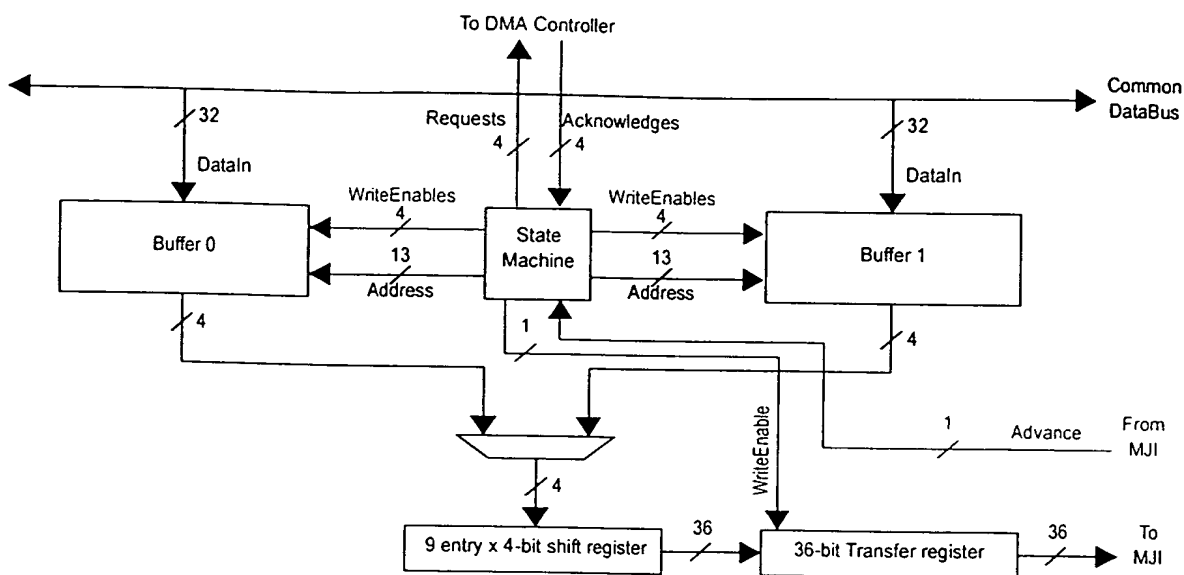 To DMA Controller
Common
DataBus
32
Requests
4
Acknowledges
4
32
DataIn
DataIn
WriteEnables
4
WriteEnables
4
Buffer 0
State
Machine
Buffer 1
13
Address
13
Address
4
1
4
WriteEnable
1
Advance
From
MJI
4
9 entry x 4-bit shift register
36
36-bit Transfer register
36
To
MJI